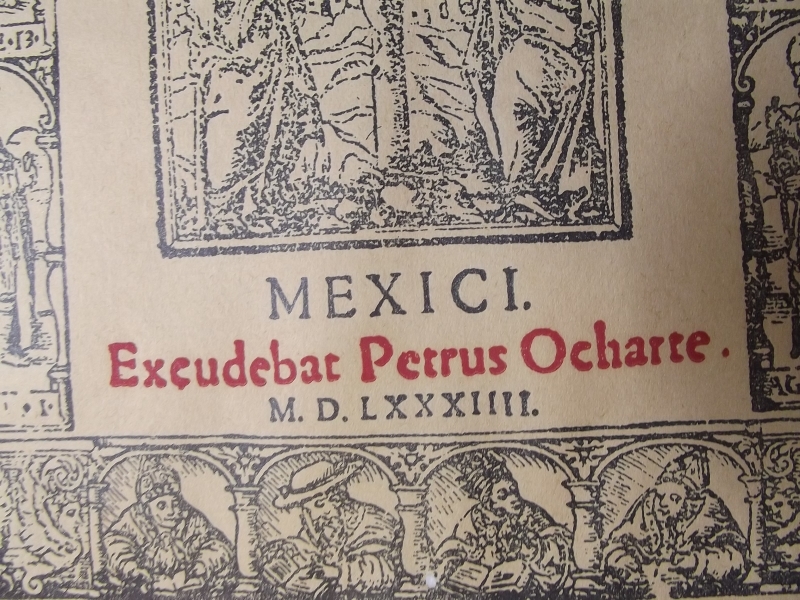 MEXICI.
Excudebat Petrus Ocharte.
M. D. LXXXIIII.